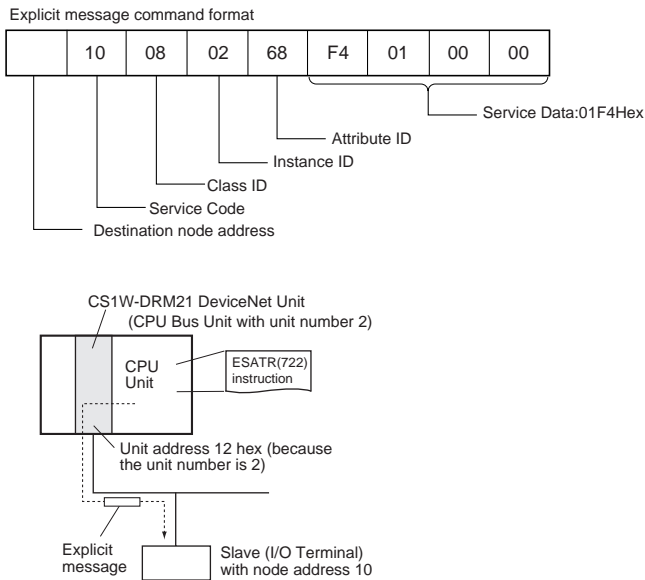 Explicit message command format
10 08 02 68 F4 01 00 00
Service Data:01F4Hex
Attribute ID
Instance ID
Class ID
Service Code
Destination node address
CS1W-DRM21 DeviceNet Unit
(CPU Bus Unit with unit number 2)
CPU
Unit
ESATR(722)
instruction
Unit address 12 hex (because
the unit number is 2)
Explicit
message
Slave (I/O Terminal)
with node address 10